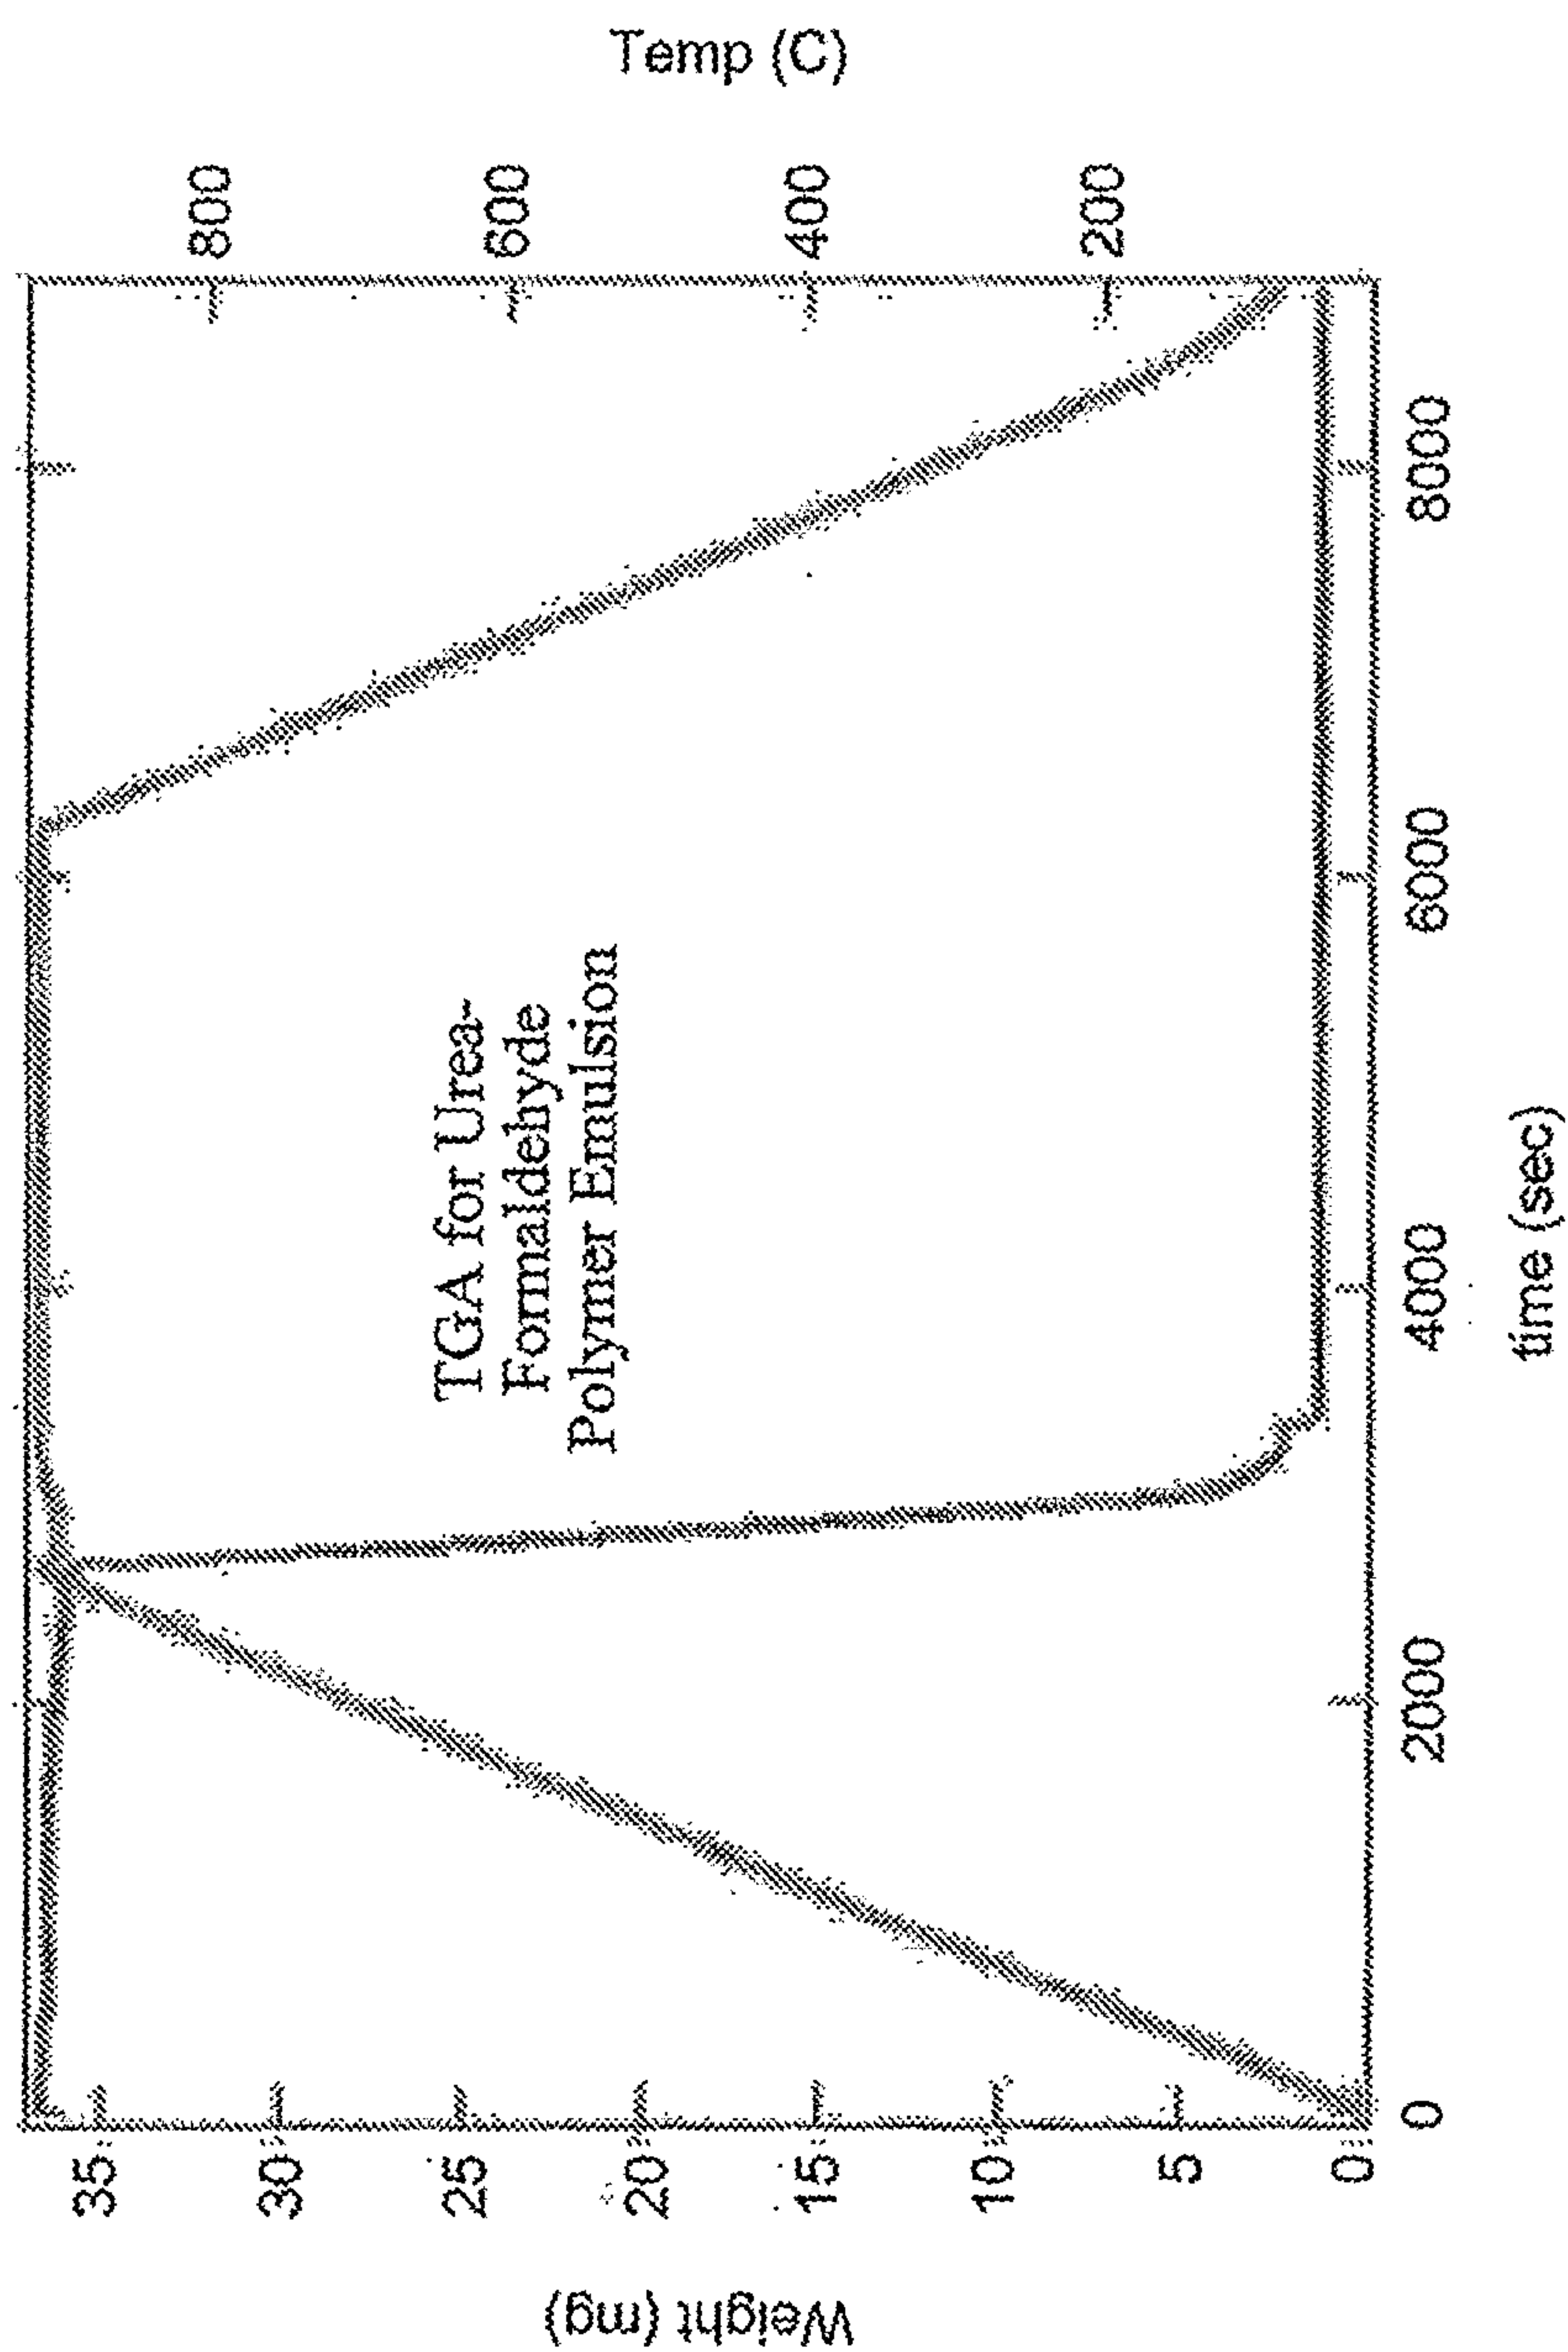 TGA for Urea-
Formaldehyde
Polymer Emulsion
Weight (mg)
35
30
25
20
15
10
5
0
0
2000
4000
6000
8000
time (sec)
Temp (C)
800
600
400
200